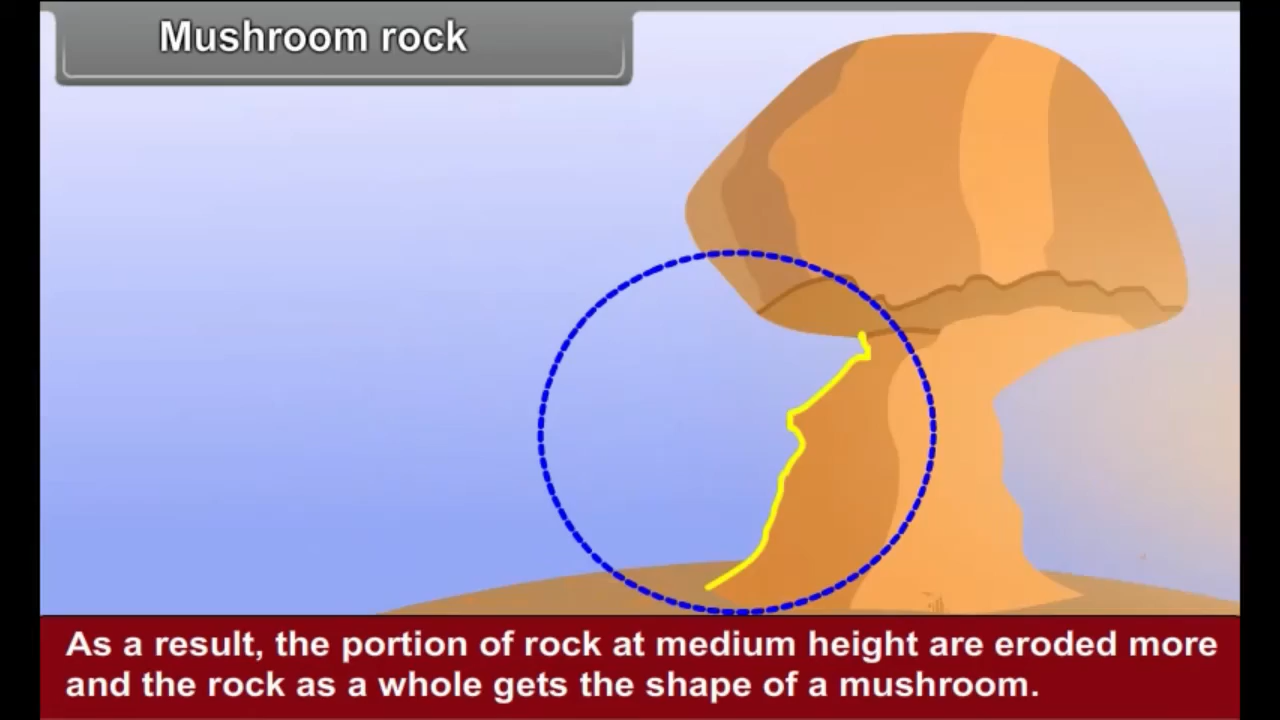 Mushroom rock
As a result, the portion of rock at medium height are eroded more
and the rock as a whole gets the shape of a mushroom.